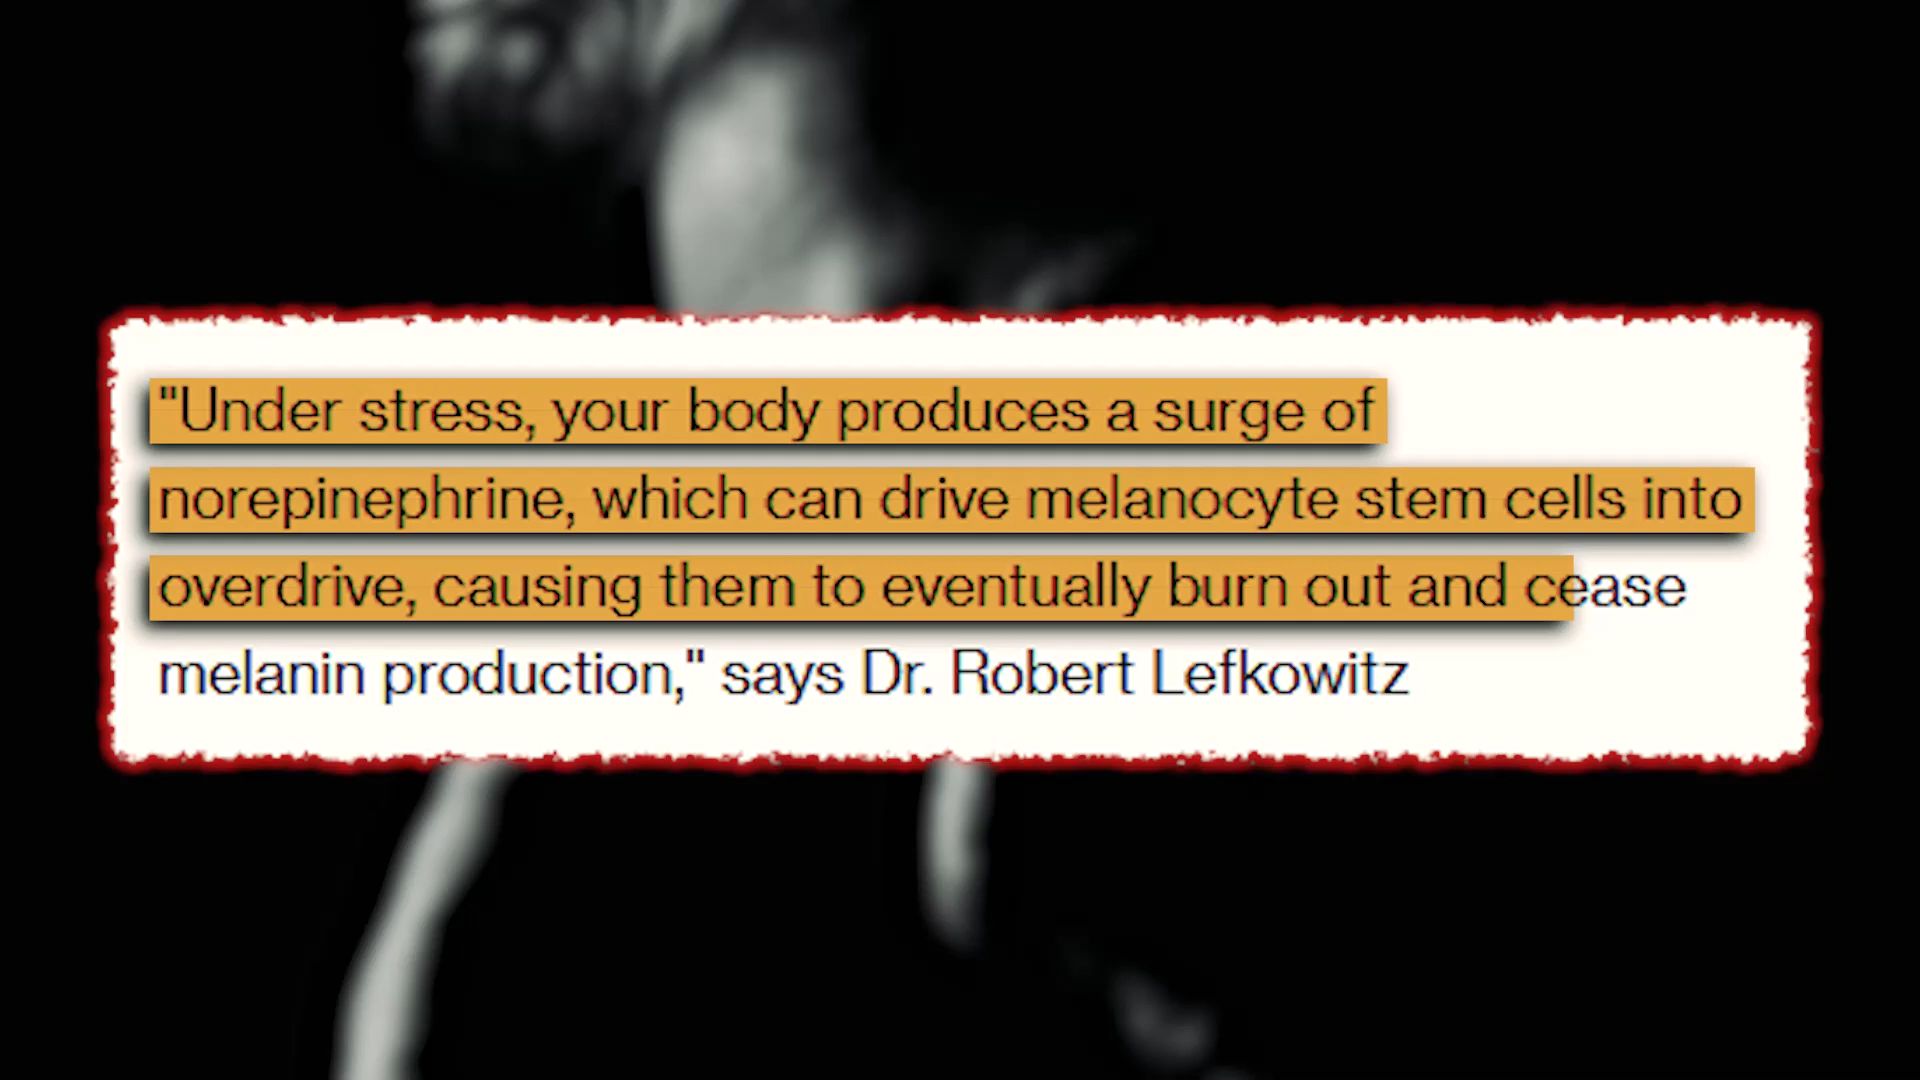 "Under stress, your body produces a surge of
norepinephrine, which can drive melanocyte stem cells into
overdrive, causing them to eventually burn out and cease
melanin production," says Dr. Robert Lefkowitz